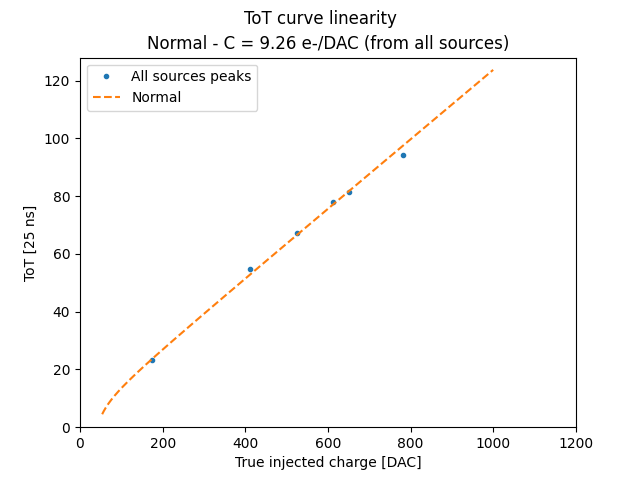 ToT curve linearity
Normal - C = 9.26 e-/DAC (from all sources)
All sources peaks
Normal
120
100
80
60
40
20
0
ToT [25 ns]
0 200 400 600 800 1000 1200
True injected charge [DAC]